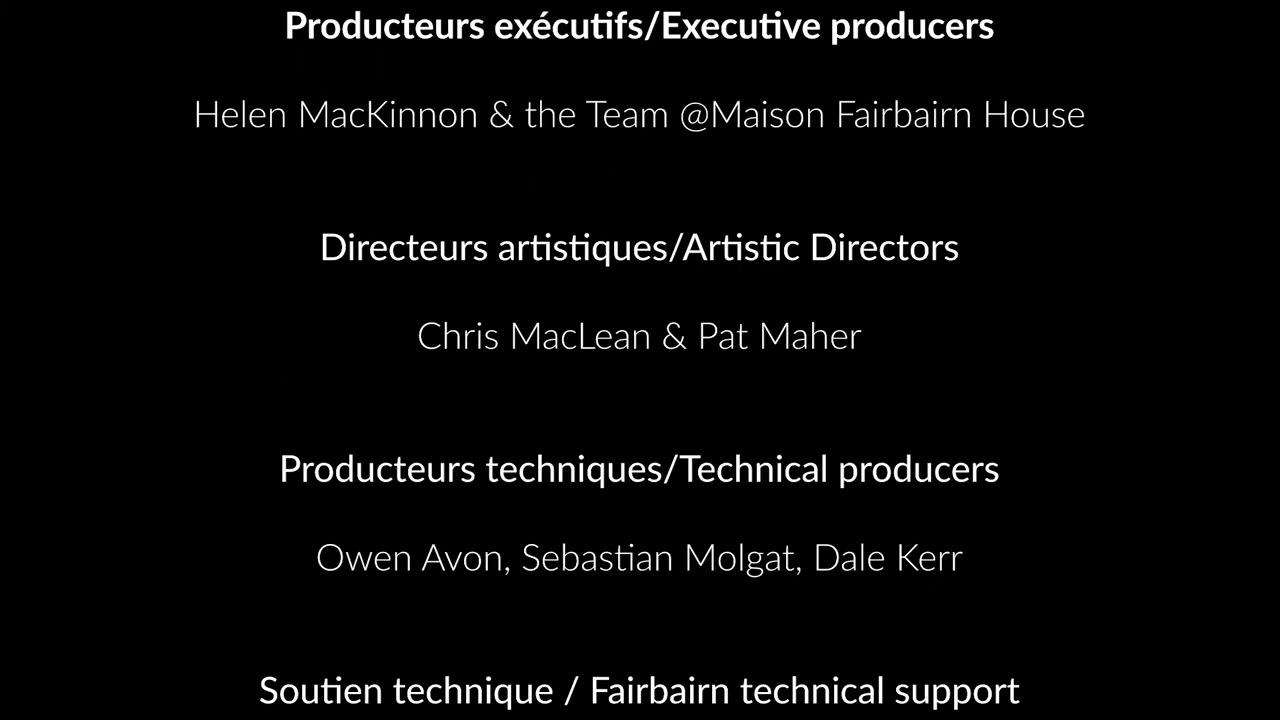 Producteurs exécutifs/Executive producers
Helen MacKinnon & the Team @Maison Fairbairn House
Directeurs artistiques/Artistic Directors
Chris MacLean & Pat Maher
Producteurs techniques/Technical producers
Owen Avon, Sebastian Molgat, Dale Kerr
Soutien technique / Fairbairn technical support